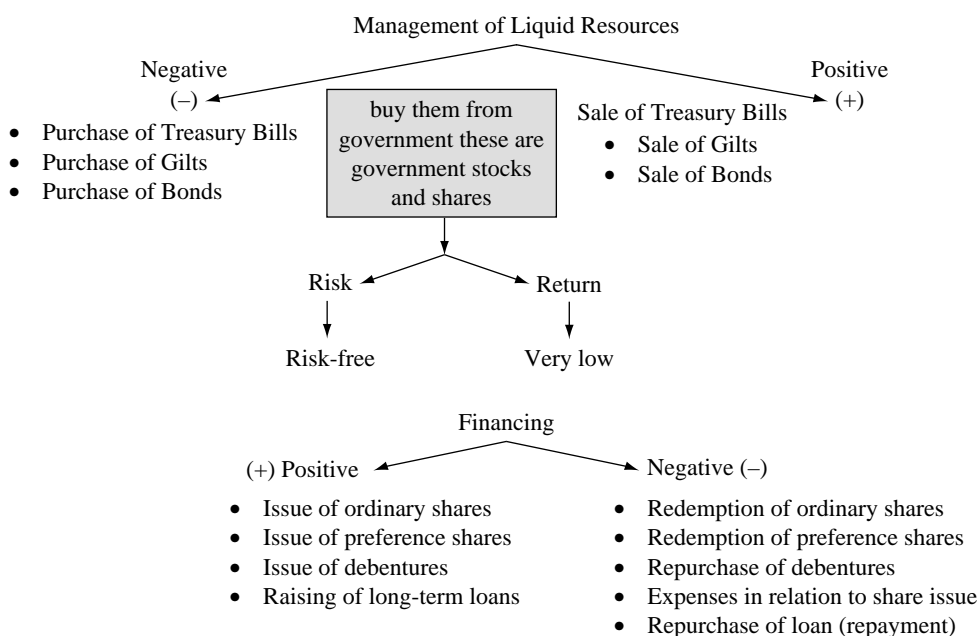 Management of Liquid Resources
Negative
(–)
• Purchase of Treasury Bills
• Purchase of Gilts
• Purchase of Bonds
buy them from
government these are
government stocks
and shares
Positive
(+)
Sale of Treasury Bills
• Sale of Gilts
• Sale of Bonds
Risk
Return
Risk-free
Very low
Financing
(+) Positive
• Issue of ordinary shares
• Issue of preference shares
• Issue of debentures
• Raising of long-term loans
Negative (–)
• Redemption of ordinary shares
• Redemption of preference shares
• Repurchase of debentures
• Expenses in relation to share issue
• Repurchase of loan (repayment)